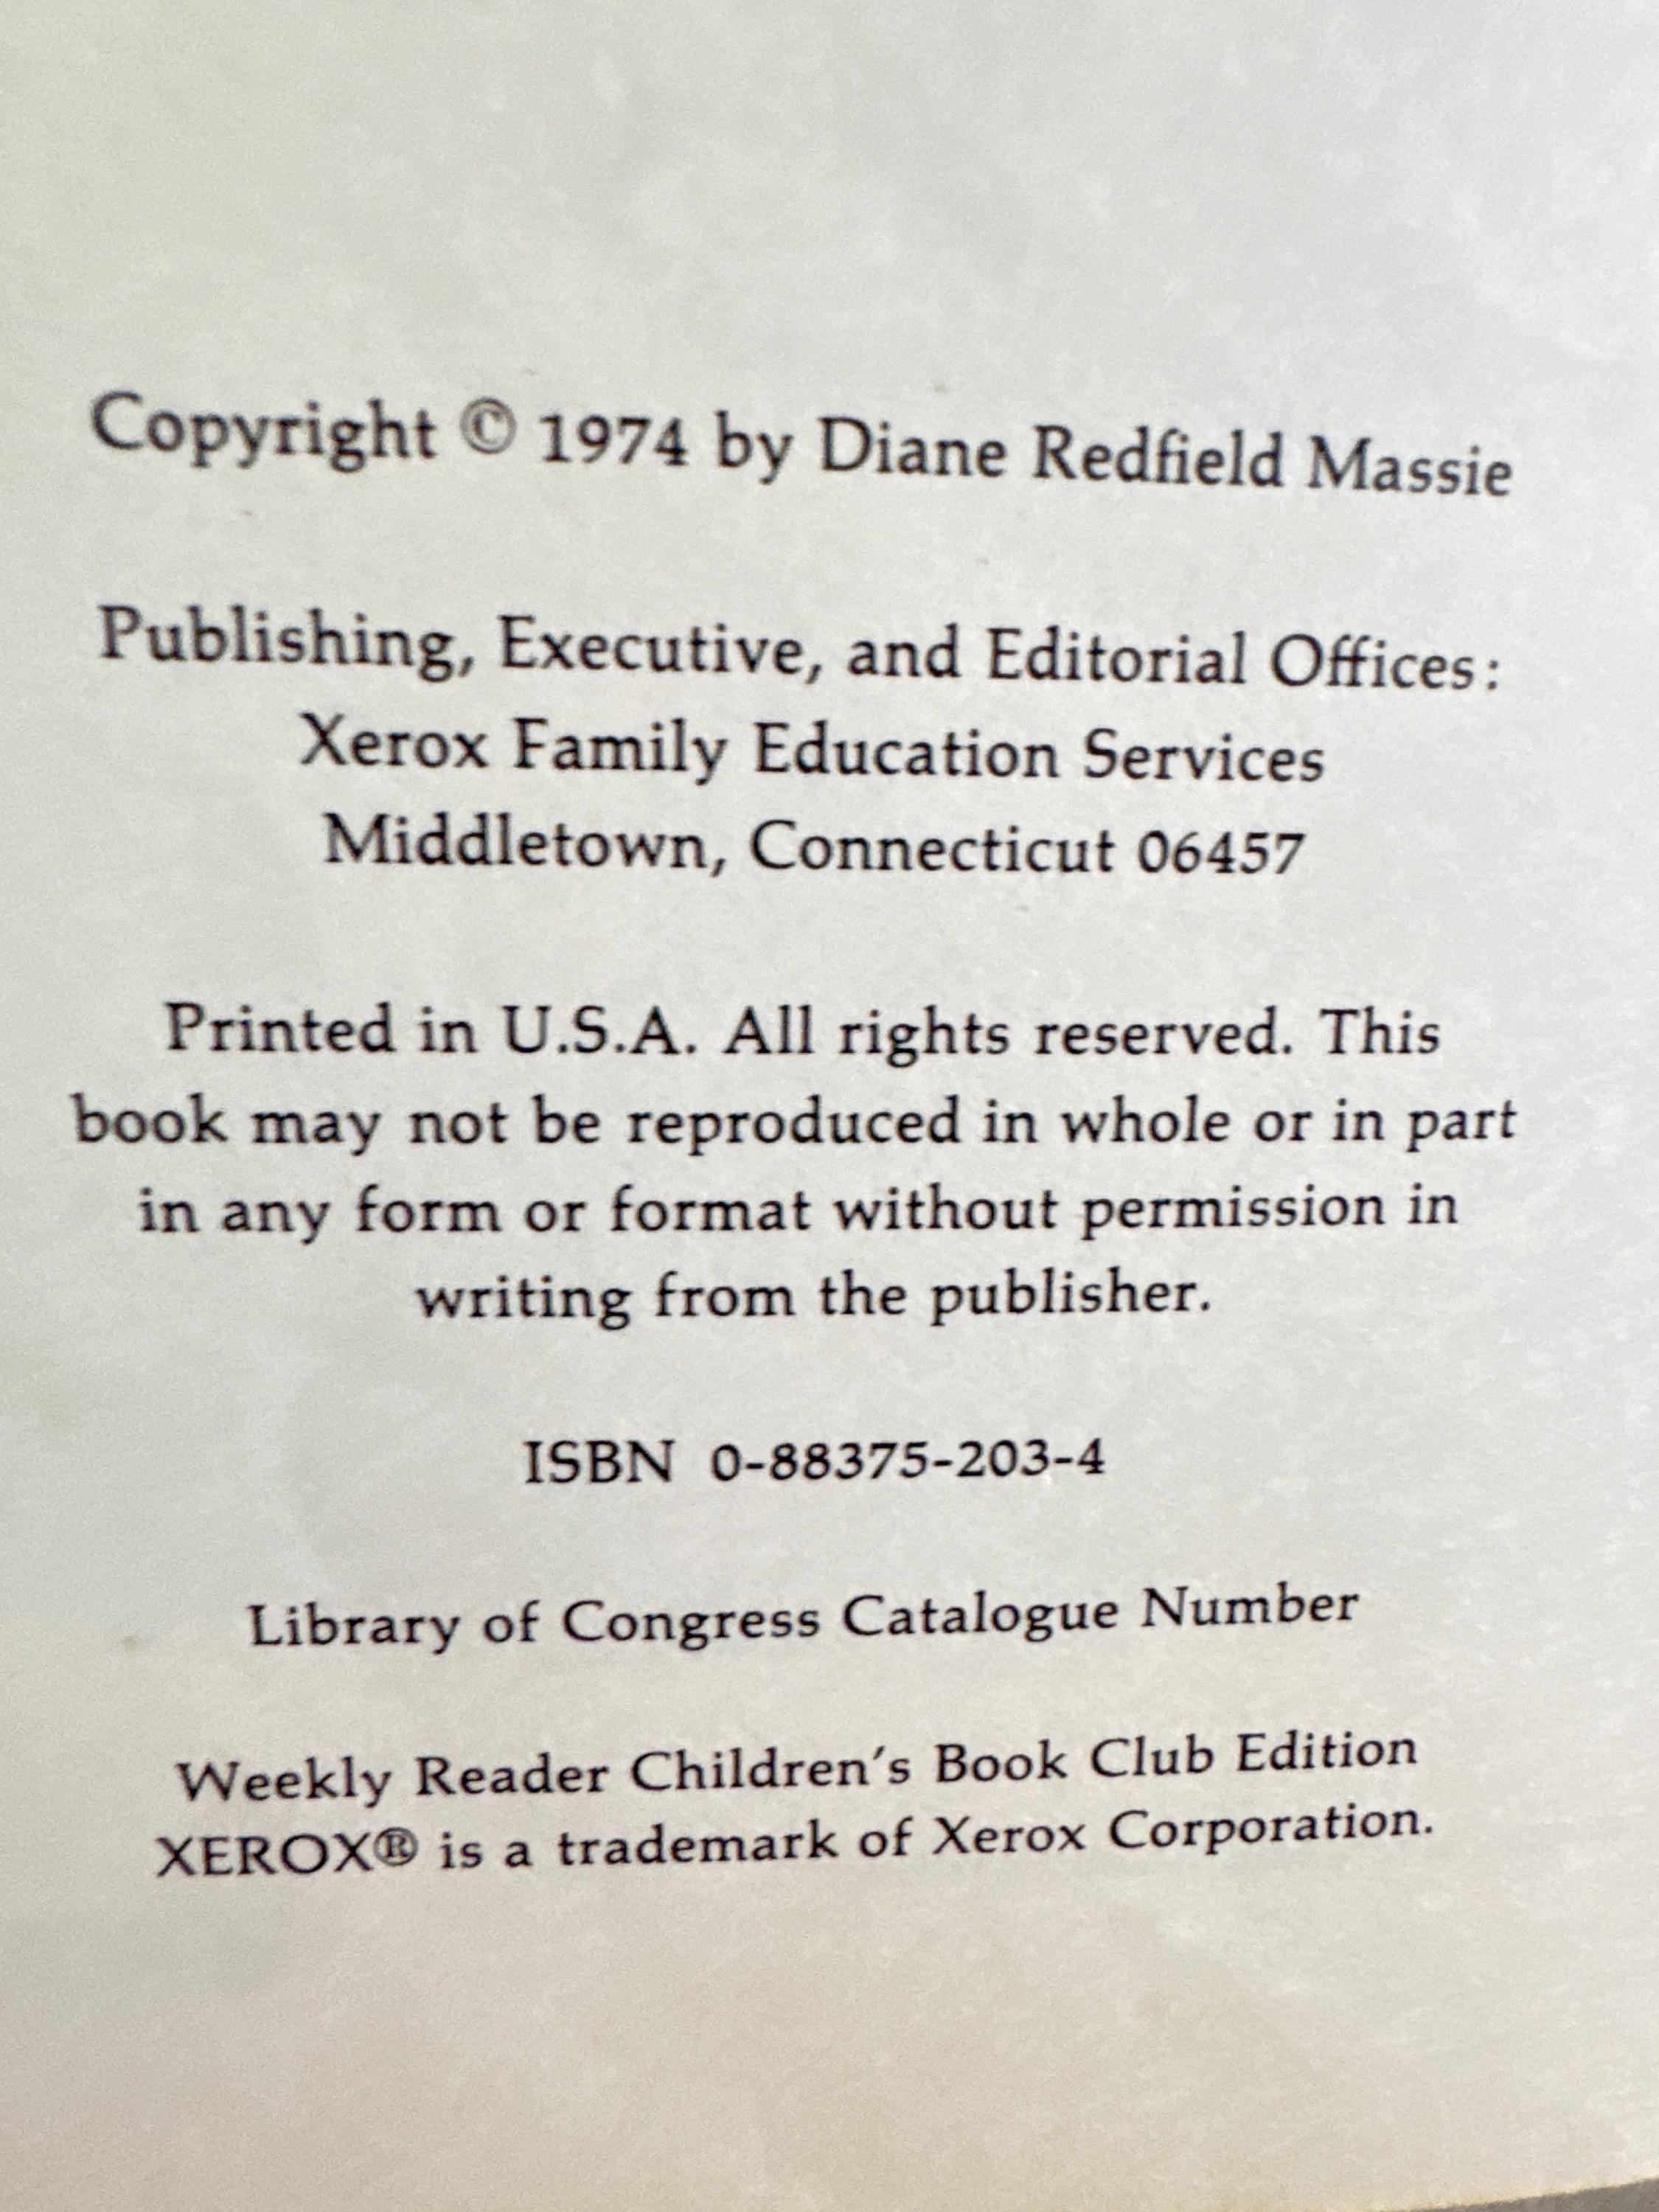 Copyright © 1974 by Diane Redfield Massie
Publishing, Executive, and Editorial Offices:
Xerox Family Education Services
Middletown, Connecticut 06457
Printed in U.S.A. All rights reserved. This
book may not be reproduced in whole or in part
in any form or format without permission in
writing from the publisher.
ISBN 0-88375-203-4
Library of Congress Catalogue Number
Weekly Reader Children's Book Club Edition
XEROX® is a trademark of Xerox Corporation.